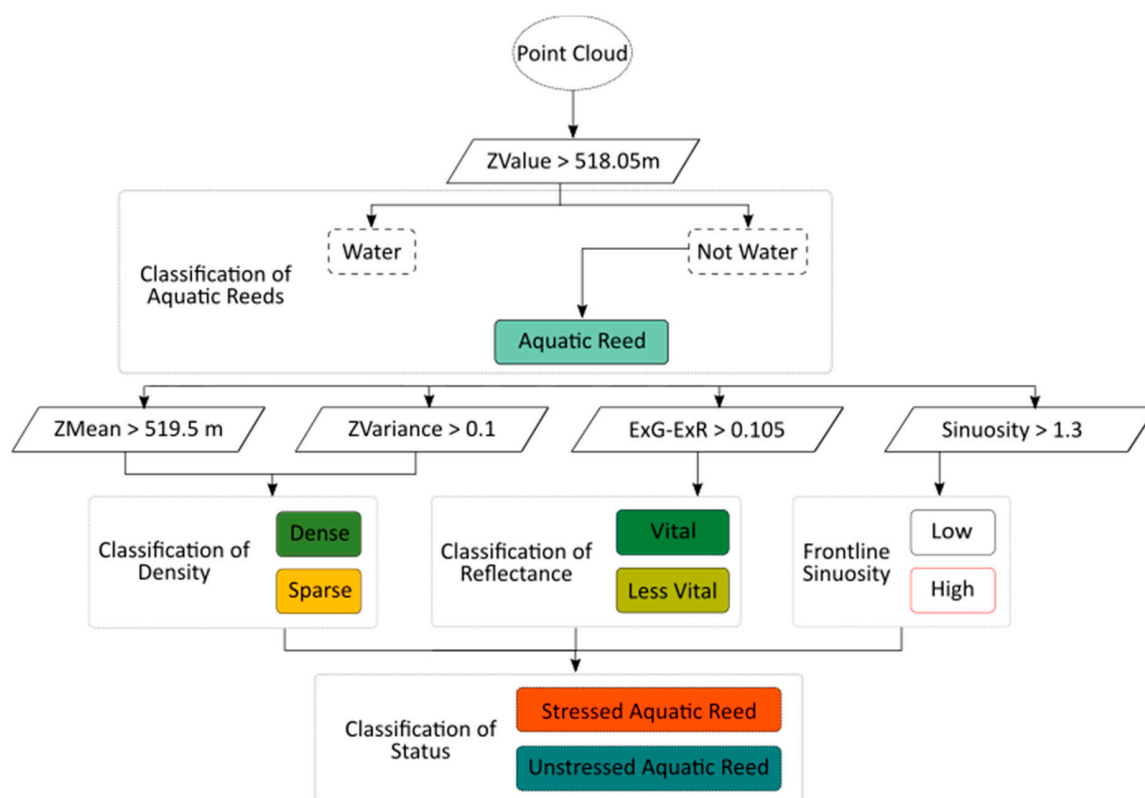 Point Cloud
ZValue > 518.05m
Water
Not Water
Classification of
Aquatic Reeds
Aquatic Reed
ZMean > 519.5 m
ZVariance > 0.1
ExG-ExR > 0.105
Sinuosity > 1.3
Classification of
Density
Dense
Sparse
Classification of
Reflectance
Vital
Less Vital
Frontline
Sinuosity
Low
High
Classification of
Status
Stressed Aquatic Reed
Unstressed Aquatic Reed